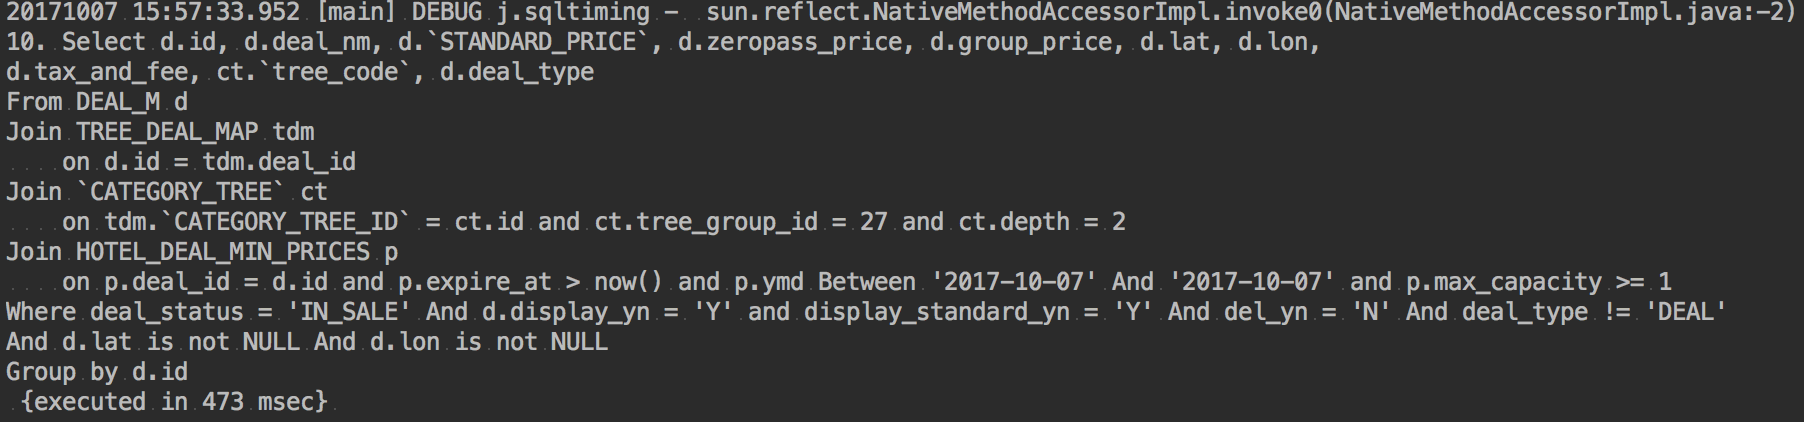 20171007 15:57:33.952 [main] DEBUG j.sqltiming -  sun.reflect.NativeMethodAccessorImpl.invoke0(NativeMethodAccessorImpl.java:-2)
10. Select d.id, d.deal_nm, d.`STANDARD_PRICE`, d.zeropass_price, d.group_price, d.lat, d.lon,
d.tax_and_fee, ct.`tree_code`, d.deal_type
From DEAL_M d
Join TREE_DEAL_MAP tdm
    on d.id = tdm.deal_id
Join `CATEGORY_TREE` ct
    on tdm.`CATEGORY_TREE_ID` = ct.id and ct.tree_group_id = 27 and ct.depth = 2
Join HOTEL_DEAL_MIN_PRICES p
    on p.deal_id = d.id and p.expire_at > now() and p.ymd Between '2017-10-07' And '2017-10-07' and p.max_capacity >= 1
Where deal_status = 'IN_SALE' And d.display_yn = 'Y' and display_standard_yn = 'Y' And del_yn = 'N' And deal_type != 'DEAL'
And d.lat is not NULL And d.lon is not NULL
Group by d.id
 {executed in 473 msec}